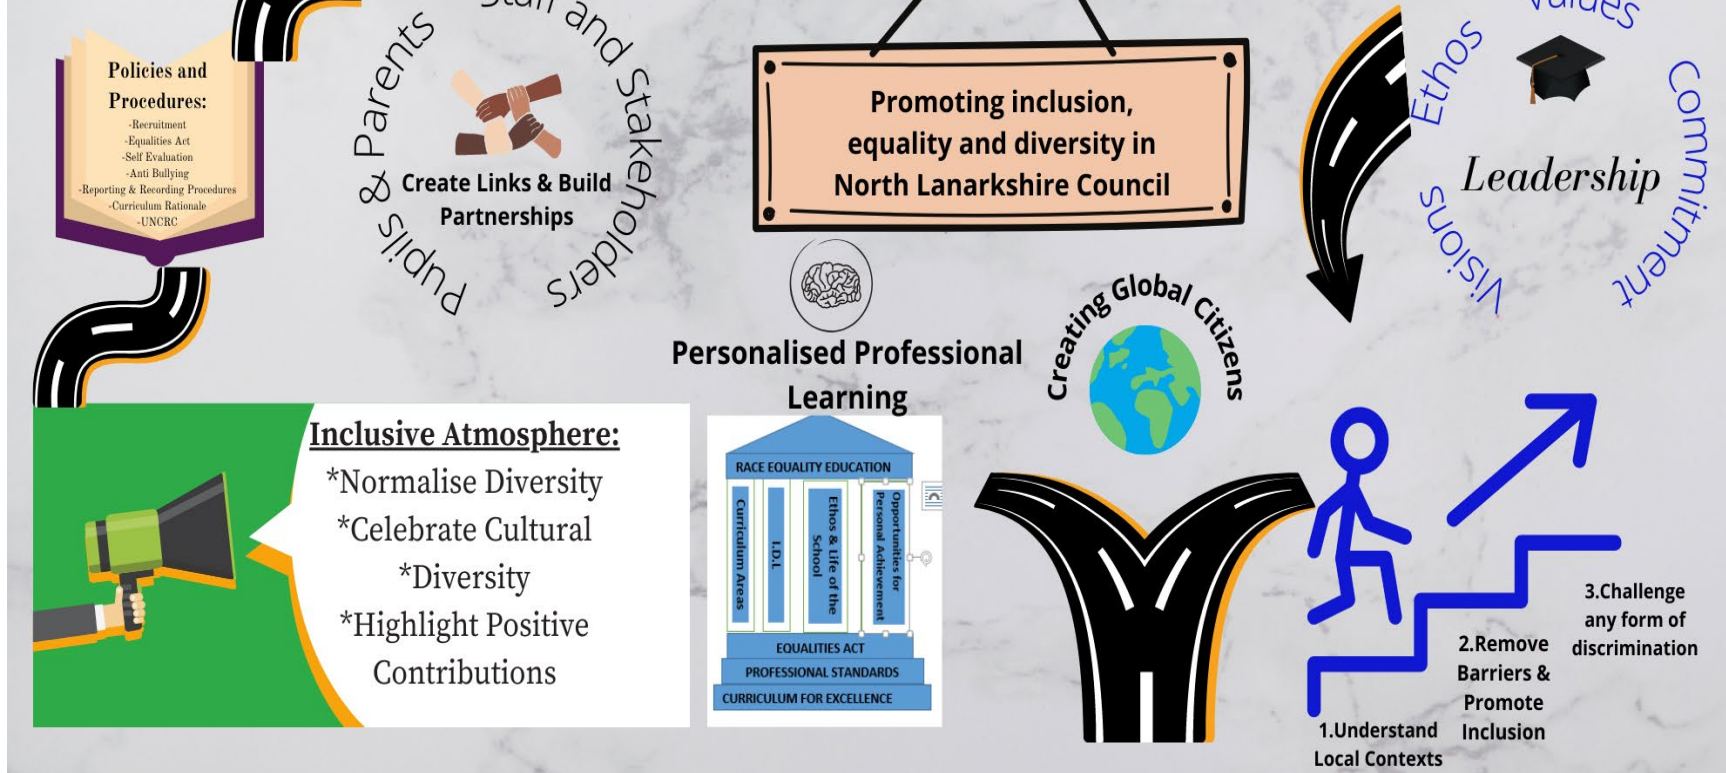 Policies and
Procedures:
-Recruitment
-Equalities Act
-Self Evaluation
-Anti Bullying
-Reporting & Recording Procedures
-Curriculum Rationale
-UNCRC
Pupils & Parents
Staff and Stakeholders
Create Links & Build
Partnerships
Promoting inclusion,
equality and diversity in
North Lanarkshire Council
Visions
Ethos
Values
Commitment
Leadership
Personalised Professional
Learning
Creating Global Citizens
Inclusive Atmosphere:
*Normalise Diversity
*Celebrate Cultural
*Diversity
*Highlight Positive
Contributions
RACE EQUALITY EDUCATION
Curriculum Areas
I.D.L
Ethos & Life of the
School
Opportunities for
Personal Achievement
EQUALITIES ACT
PROFESSIONAL STANDARDS
CURRICULUM FOR EXCELLENCE
1.Understand
Local Contexts
2.Remove
Barriers &
Promote
Inclusion
3.Challenge
any form of
discrimination